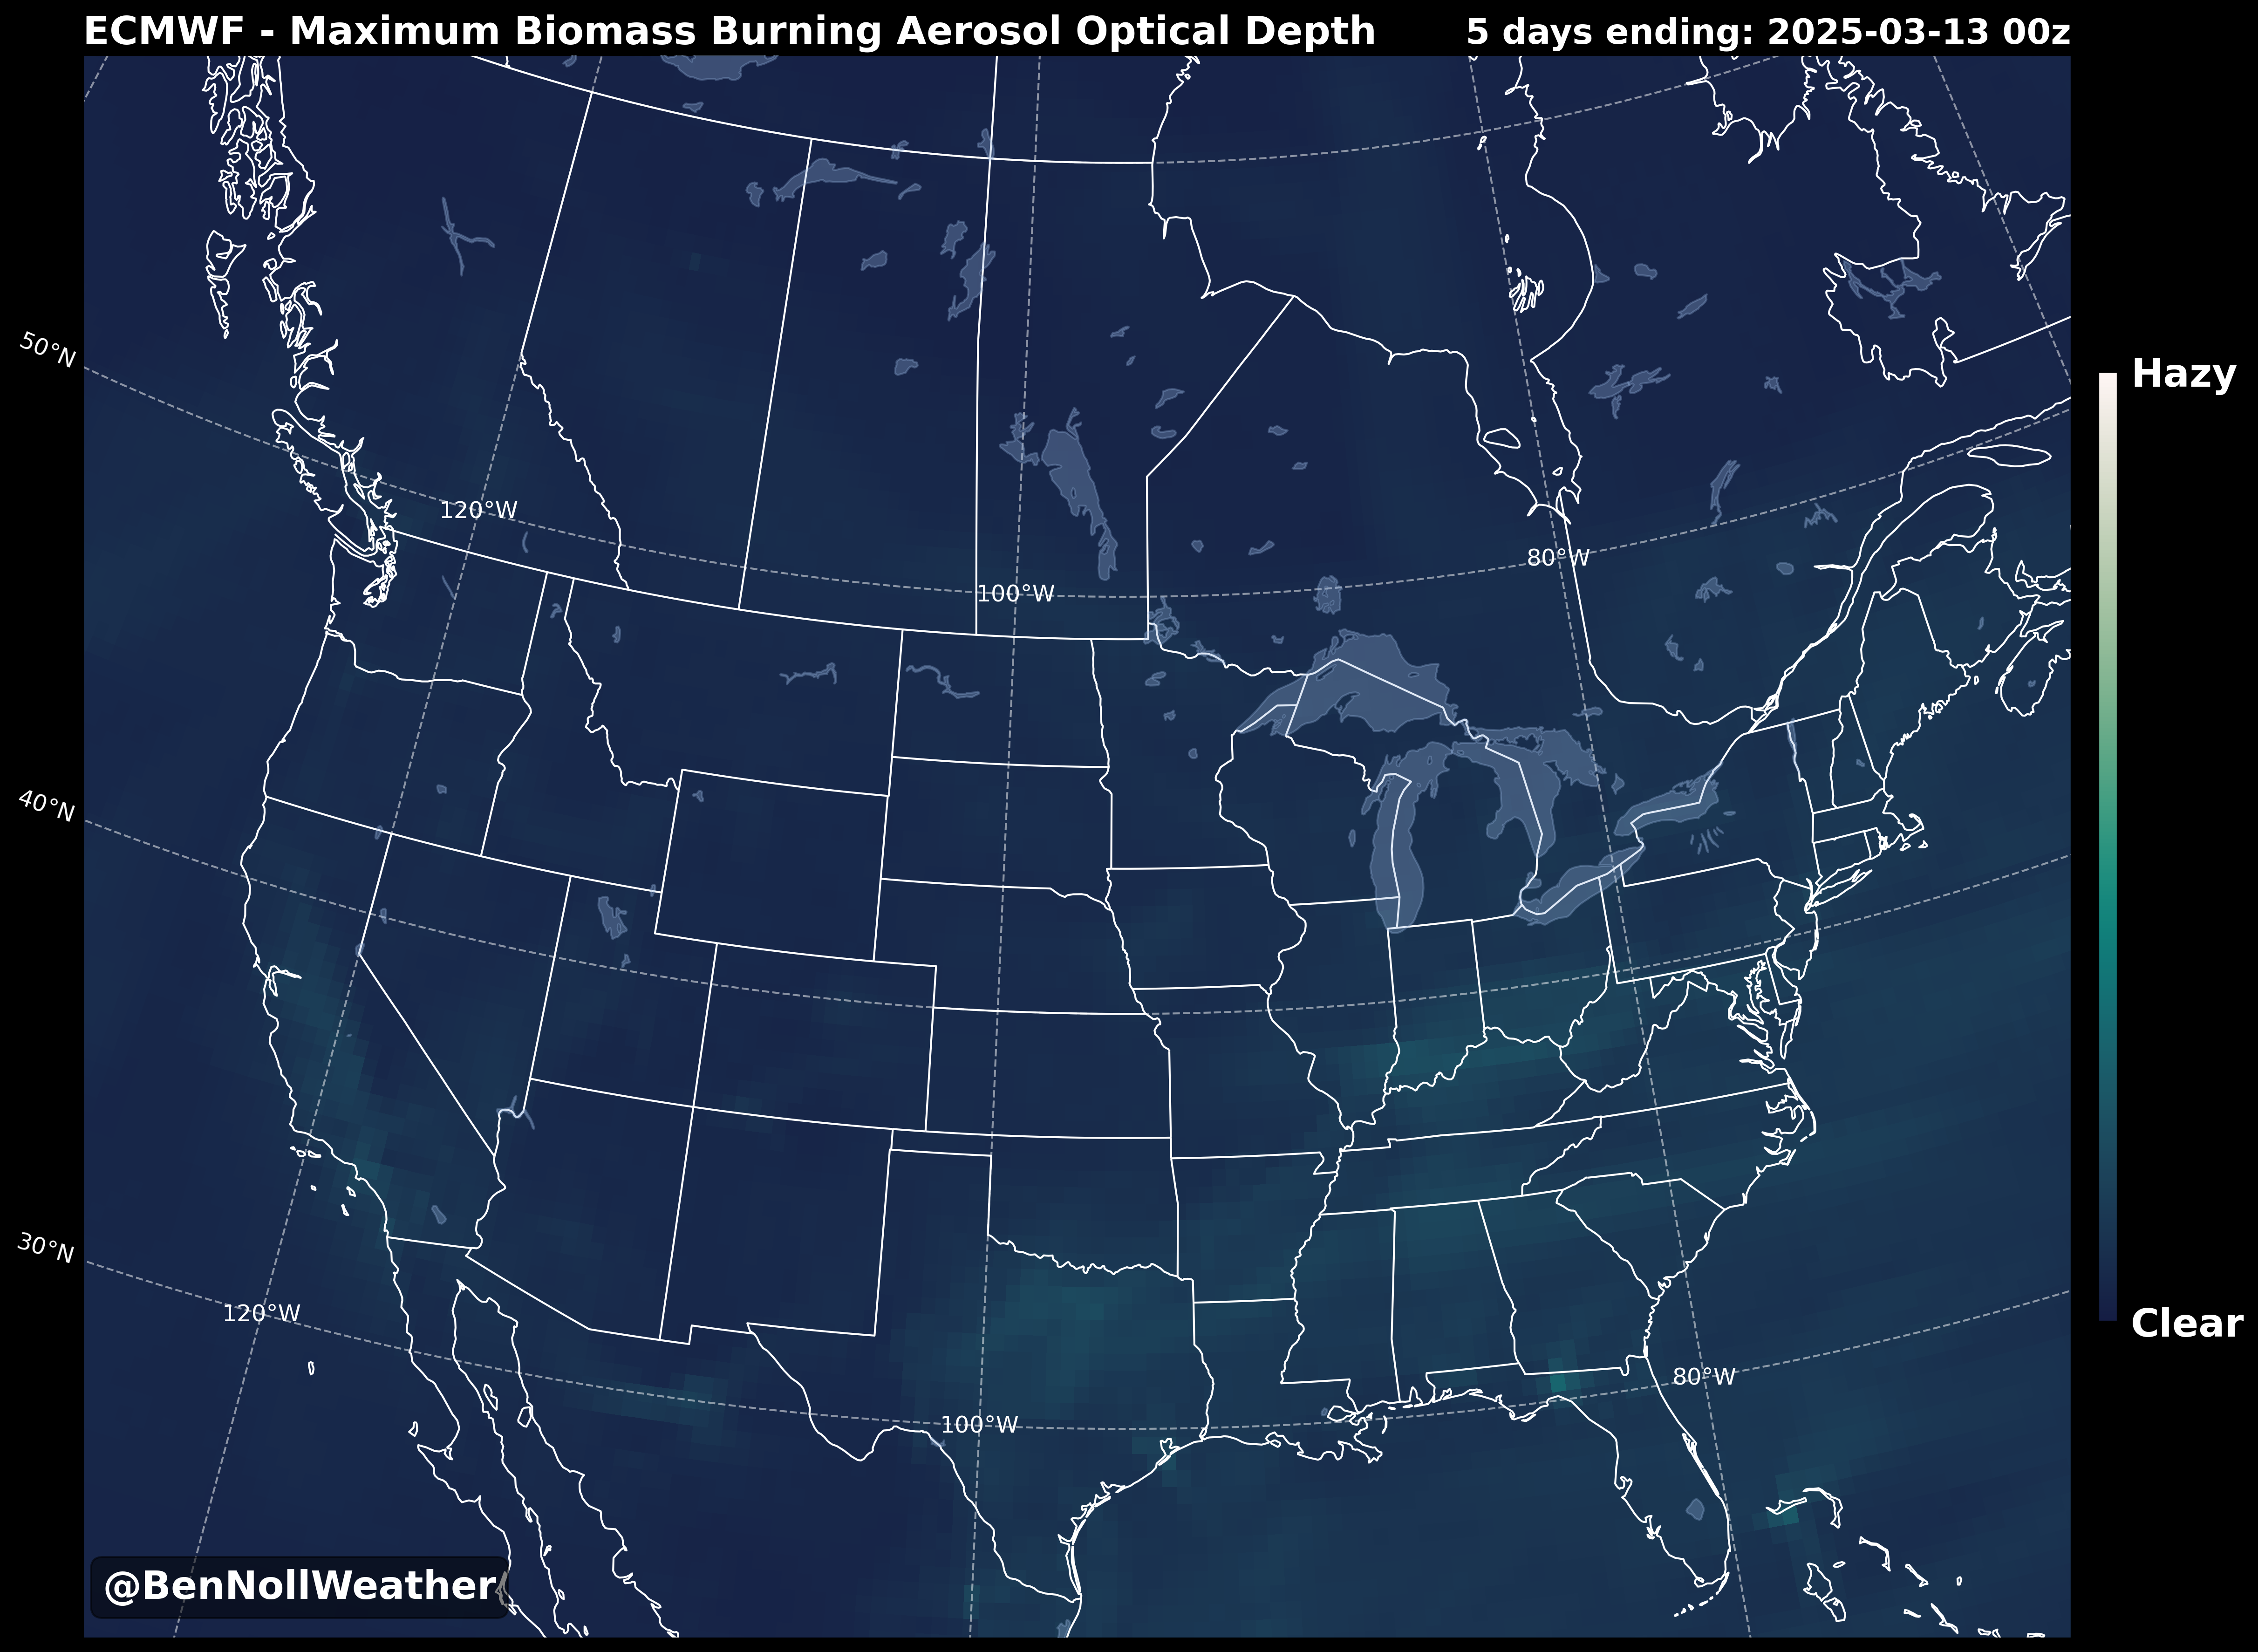 ECMWF - Maximum Biomass Burning Aerosol Optical Depth
5 days ending: 2025-03-13 00z
50°N
Hazy
120°W
80°W
100°W
40°N
30°N
120°W
Clear
80°W
100°W
@BenNollWeather